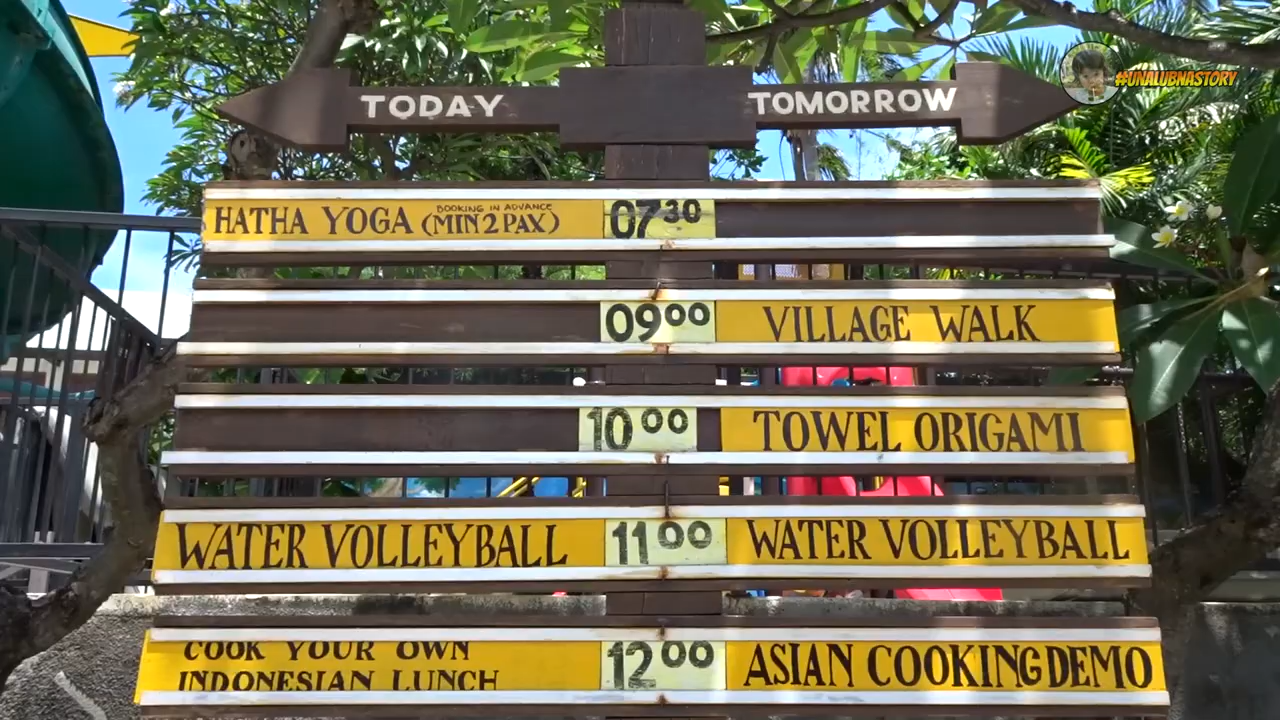 #UNALUBNASTORY
TODAY TOMORROW
HATHA YOGA (MIN 2 PAX) BOOKING IN ADVANCE 07 30
09 00 VILLAGE WALK
10 00 TOWEL ORIGAMI
WATER VOLLEYBALL 11 00 WATER VOLLEYBALL
COOK YOUR OWN
INDONESIAN LUNCH
12 00 ASIAN COOKING DEMO